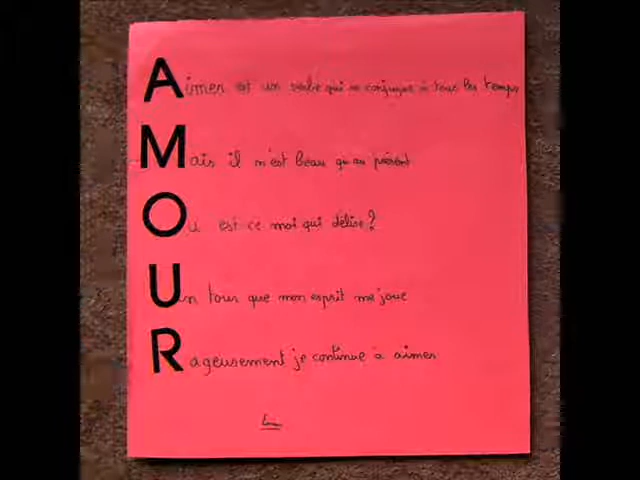 Aimer est un verbe qui se conjugue à tous les temps
Mais il n'est beau qu'au présent
Ou est ce moi qui délire?
Un tour que mon esprit me joue
Rageusement je continue à aimer